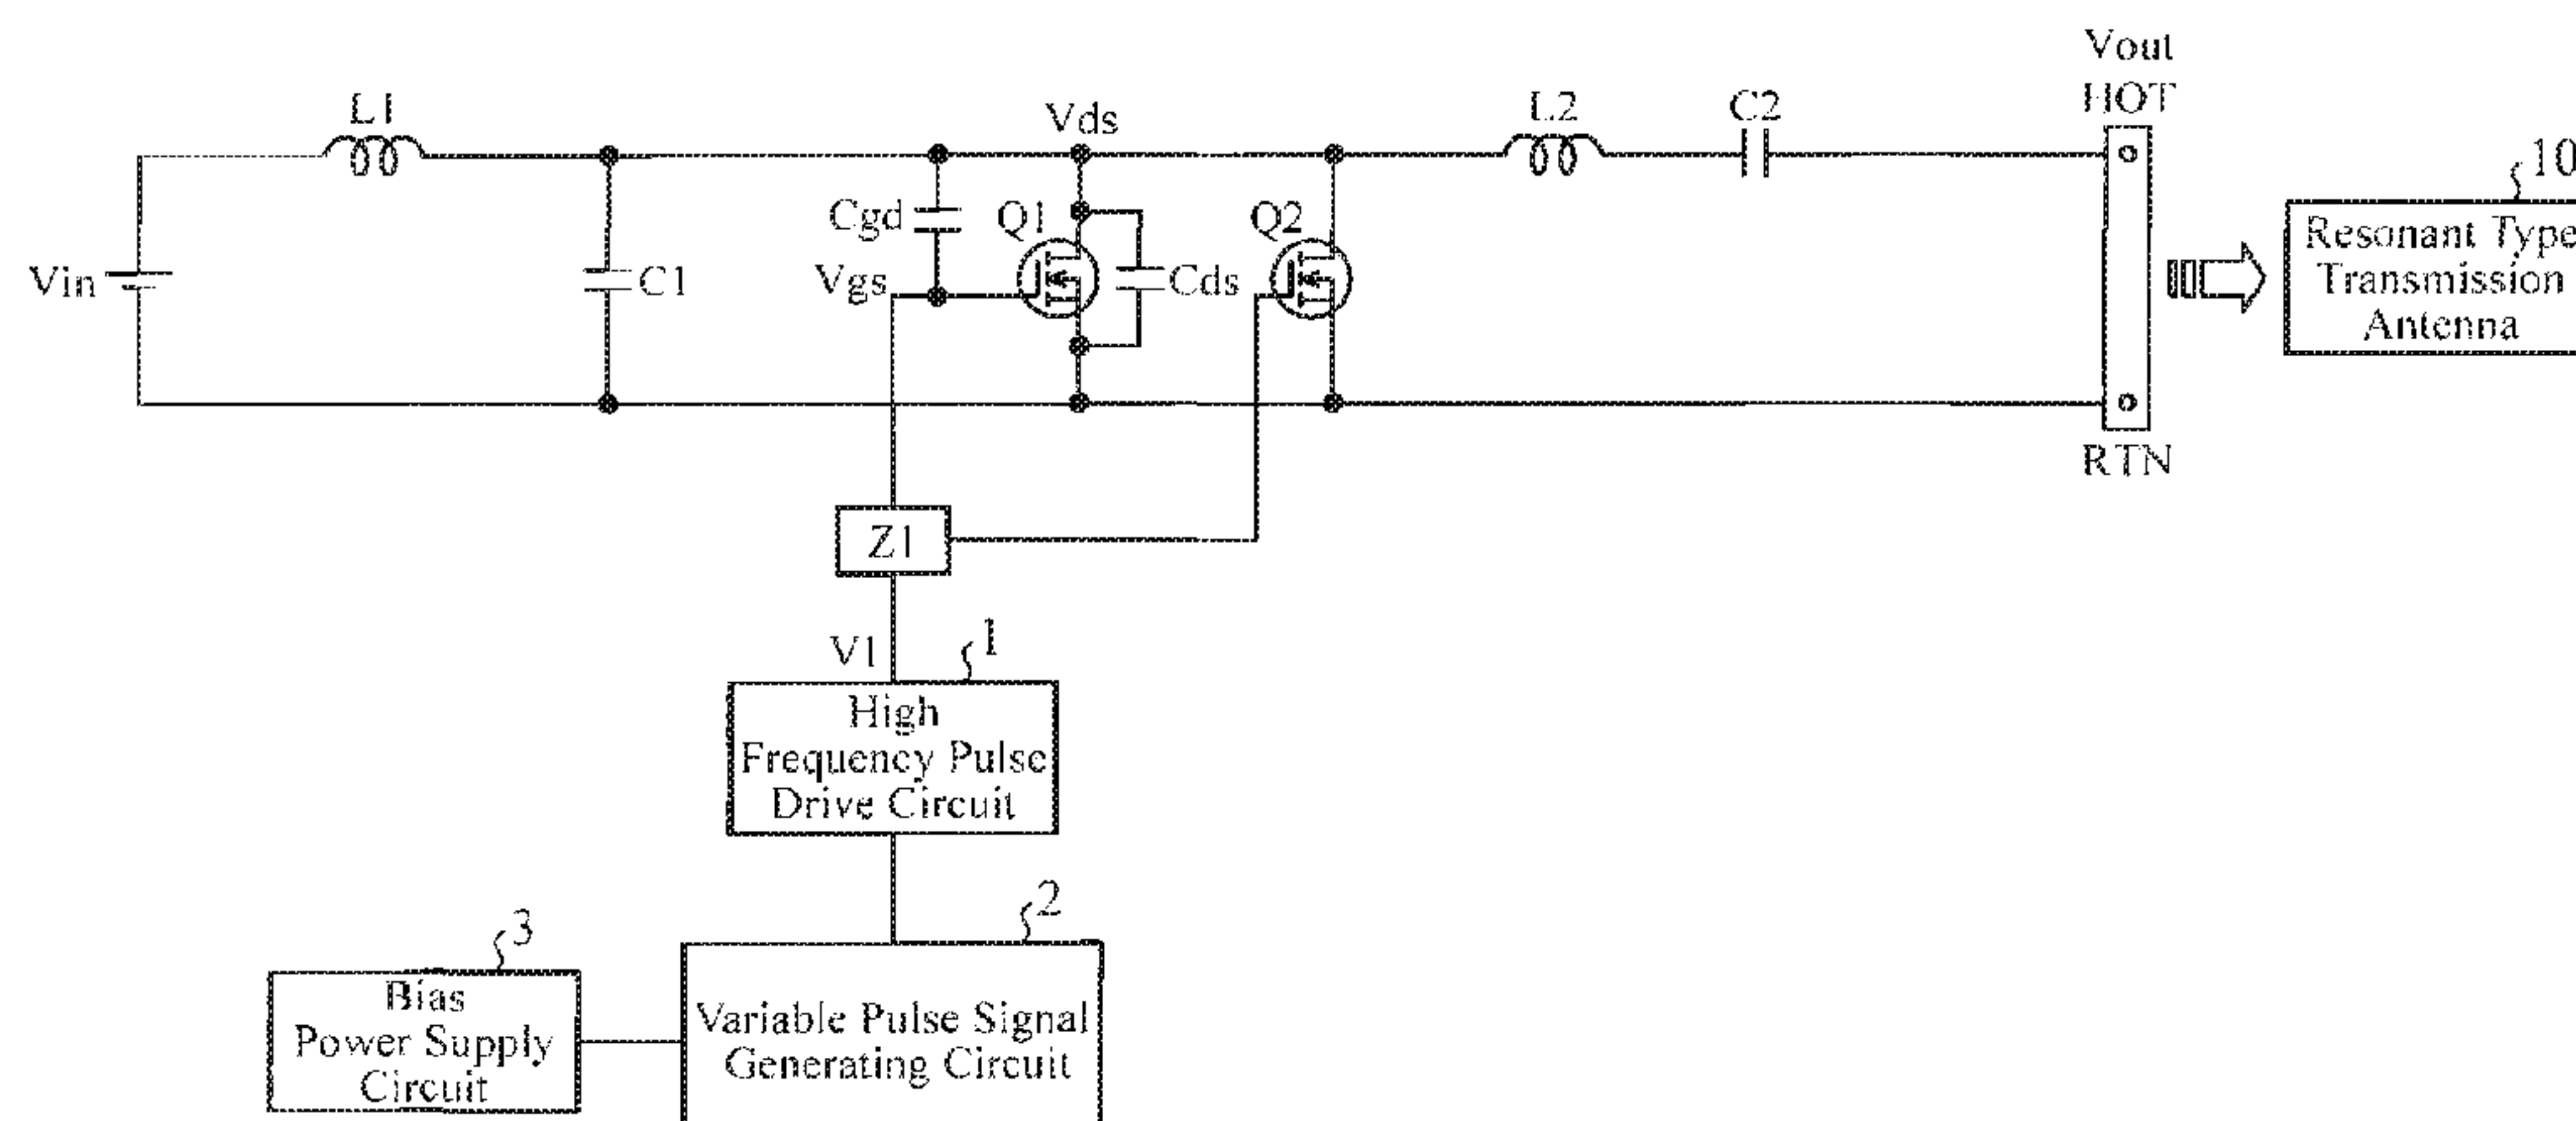 Vout
HOT
L1
Vds
L2
C2
10
Cgd
Q1
Q2
Resonant Type
Transmission
Antenna
Vin
C1
Vgs
Cds
RTN
Z1
V1
1
High
Frequency Pulse
Drive Circuit
2
3
Bias
Power Supply
Circuit
Variable Pulse Signal
Generating Circuit